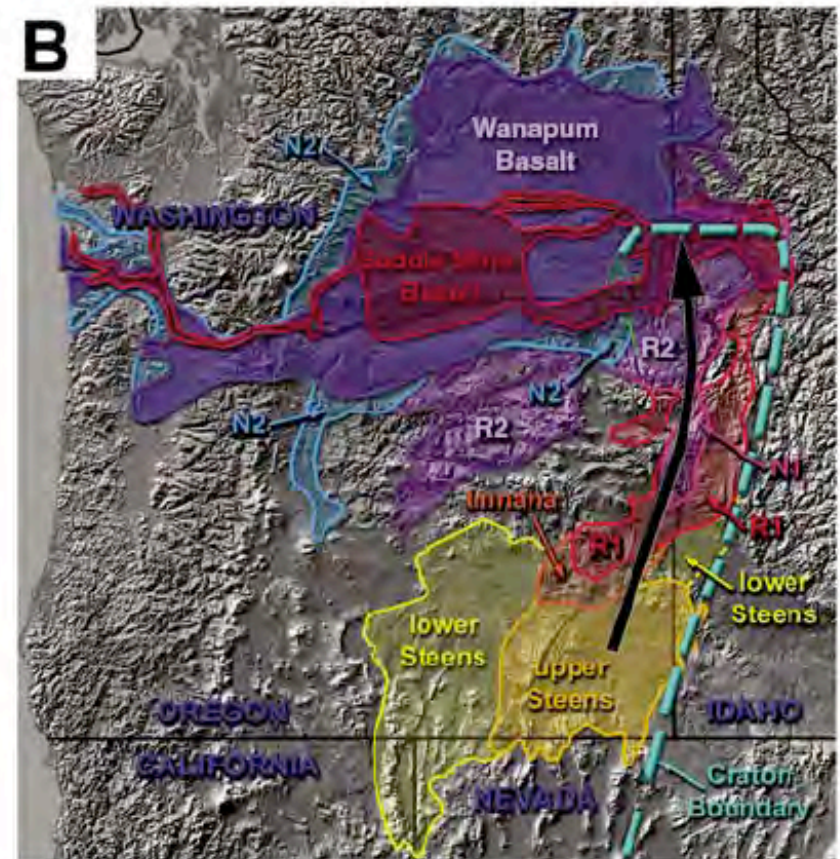 B
Wanapum
Basalt
N2
WASHINGTON
Saddle Mtns
Basalt
R2
N2
N2
R2
N1
Imnaha
R1
R1
lower
Steens
lower
Steens
upper
Steens
OREGON
IDAHO
CALIFORNIA
NEVADA
Craton
Boundary